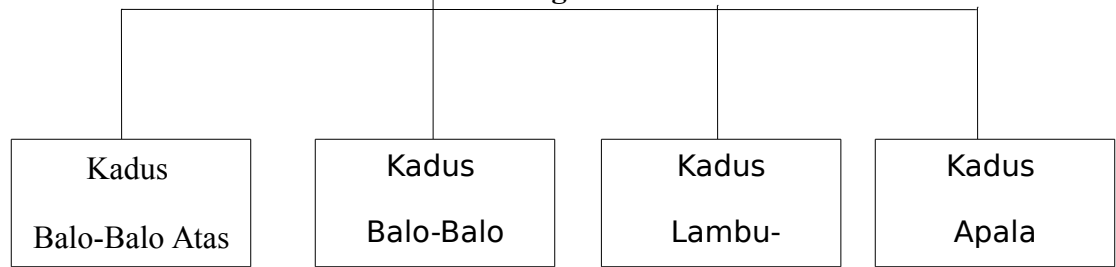 Kadus
Balo-Balo Atas
Kadus
Balo-Balo
Kadus
Lambu-
Kadus
Apala